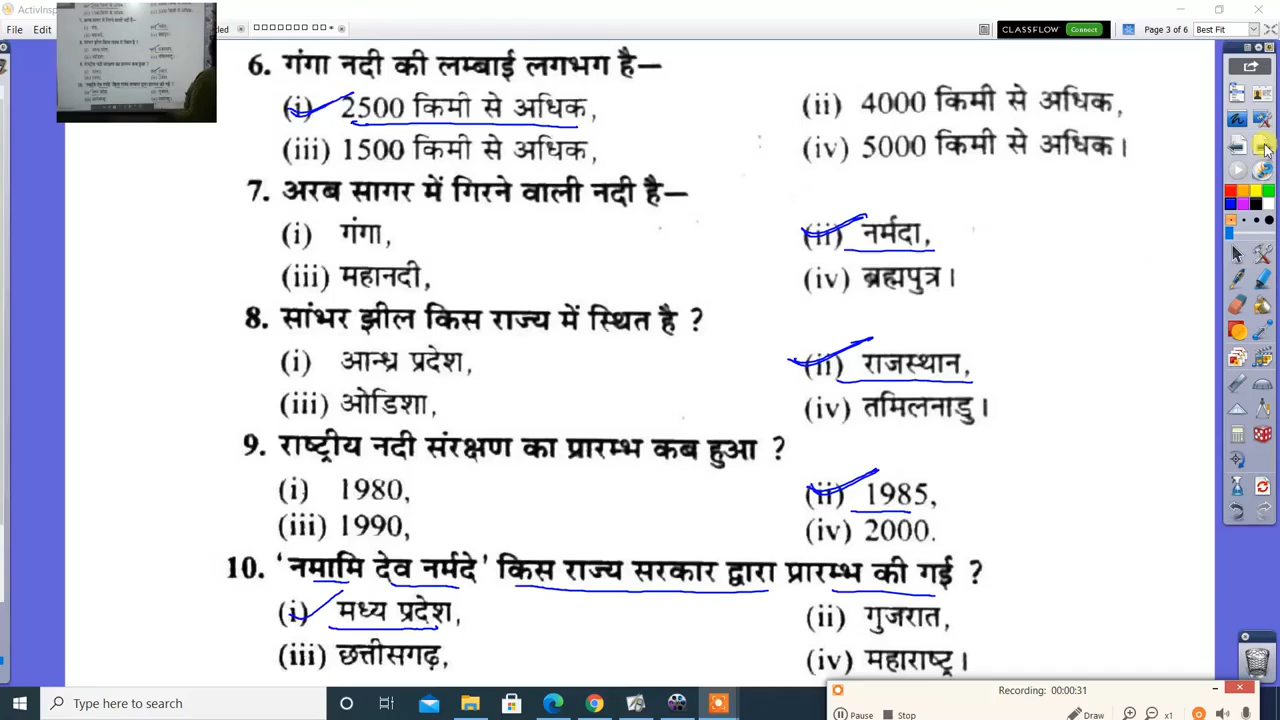 ActivInsp
lded
CLASSFLOW Connect
Page 3 of 6
Best Fit
File Edit
6. गंगा नदी की लम्बाई लगभग है—
(i) 2500 किमी से अधिक, (ii) 4000 किमी से अधिक,
(iii) 1500 किमी से अधिक, (iv) 5000 किमी से अधिक।
7. अरब सागर में गिरने वाली नदी है—
(i) गंगा, (ii) नर्मदा,
(iii) महानदी, (iv) ब्रह्मपुत्र।
8. सांभर झील किस राज्य में स्थित है ?
(i) आन्ध्र प्रदेश, (ii) राजस्थान,
(iii) ओडिशा, (iv) तमिलनाडु।
9. राष्ट्रीय नदी संरक्षण का प्रारम्भ कब हुआ ?
(i) 1980, (ii) 1985,
(iii) 1990, (iv) 2000.
10. 'नमामि देव नर्मदे' किस राज्य सरकार द्वारा प्रारम्भ की गई ?
(i) मध्य प्रदेश, (ii) गुजरात,
(iii) छत्तीसगढ़, (iv) महाराष्ट्र।
Recording: 00:00:31
Type here to search
Pause Stop Draw x1